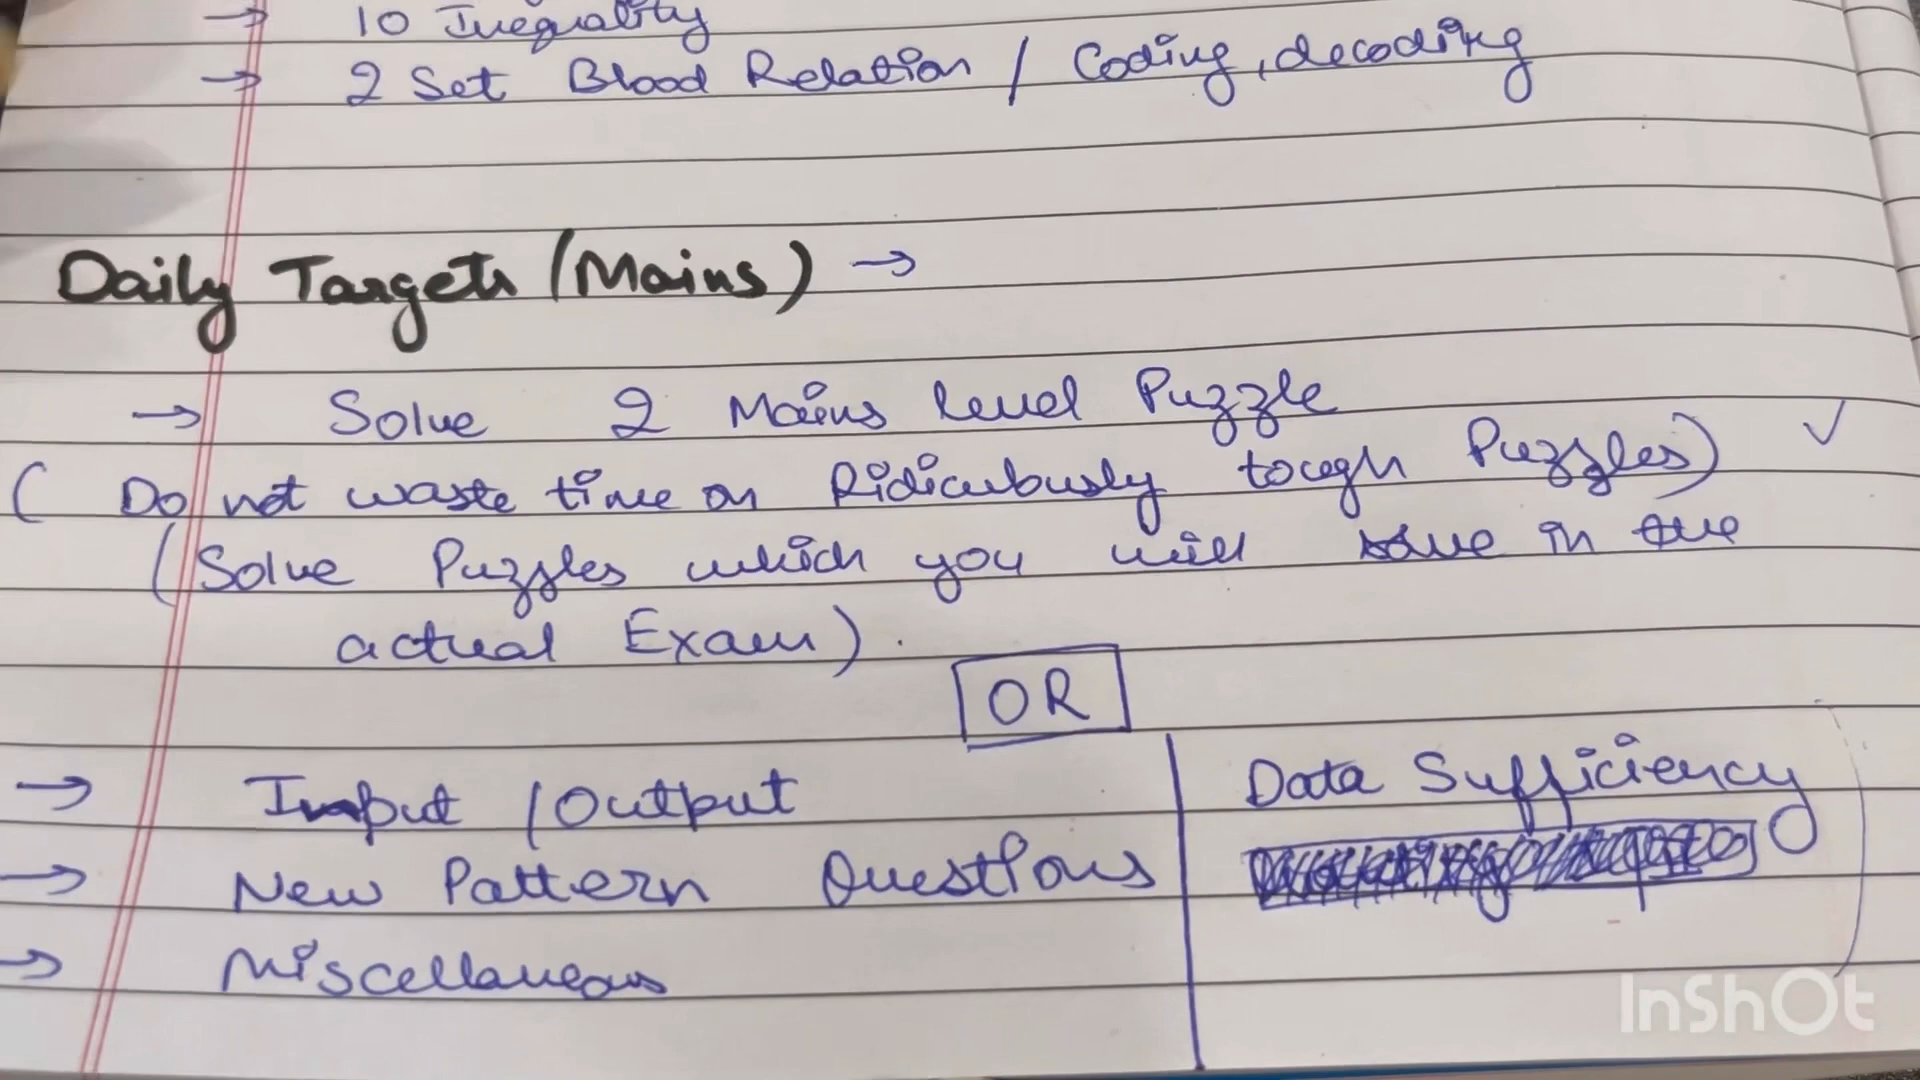 → 10 Inequality
→ 2 Set Blood Relation / Coding, decoding
Daily Targets (Mains) →
→ Solve 2 Mains level Puzzle
( Do not waste time on Ridiculously tough Puzzles) ✓
(Solve Puzzles which you will solve in the
actual Exam).
OR
→ Input / Output
Data Sufficiency
→ New Pattern Questions
→ Miscellaneous
InShOt